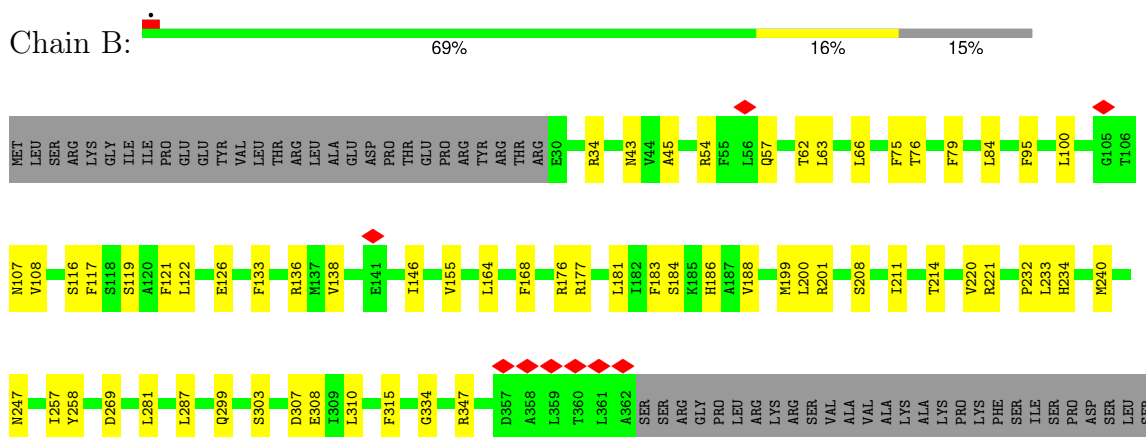 Chain B:
69% 16% 15%
MET LEU SER ARG LYS GLY ILE ILE PRO GLU GLU TYR VAL LEU THR ARG LEU ALA GLU ASP PRO THR GLU PRO ARG TYR ARG THR ARG E30 R34 N43 V44 A45 R54 F55 L56 Q57 T62 L63 L66 F75 T76 F79 L84 F95 L100 G105 T106
N107 V108 S116 F117 S118 S119 A120 F121 L122 E126 F133 R136 M137 V138 E141 I146 V155 L164 F168 R176 R177 L181 I182 F183 S184 K185 H186 A187 V188 M199 L200 R201 S208 I211 T214 V220 R221 P232 L233 H234 M240
N247 I257 Y258 D269 L281 L287 Q299 S303 D307 E308 I309 L310 F315 G334 R347 D357 A358 L359 T360 L361 A362 SER SER ARG GLY PRO LEU ARG LYS ARG SER VAL ALA VAL ALA LYS ALA LYS PRO LYS PHE SER ILE SER PRO ASP SER LEU